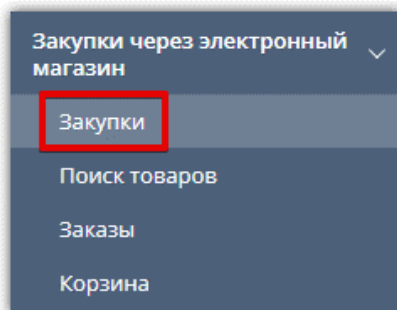 Закупки через электронный
магазин
Закупки
Поиск товаров
Заказы
Корзина